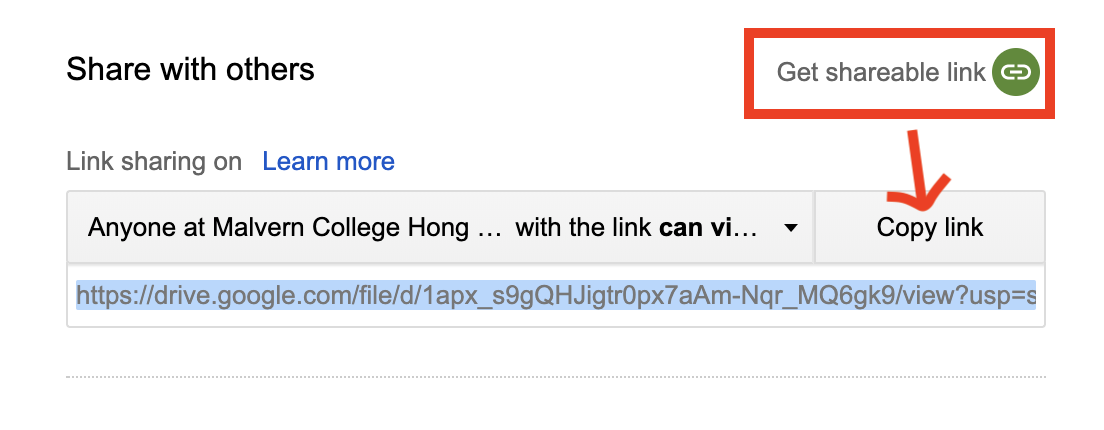 Share with others
Get shareable link
Link sharing on Learn more
Anyone at Malvern College Hong … with the link can vi…
Copy link
https://drive.google.com/file/d/1apx_s9gQHJigtr0px7aAm-Nqr_MQ6gk9/view?usp=s